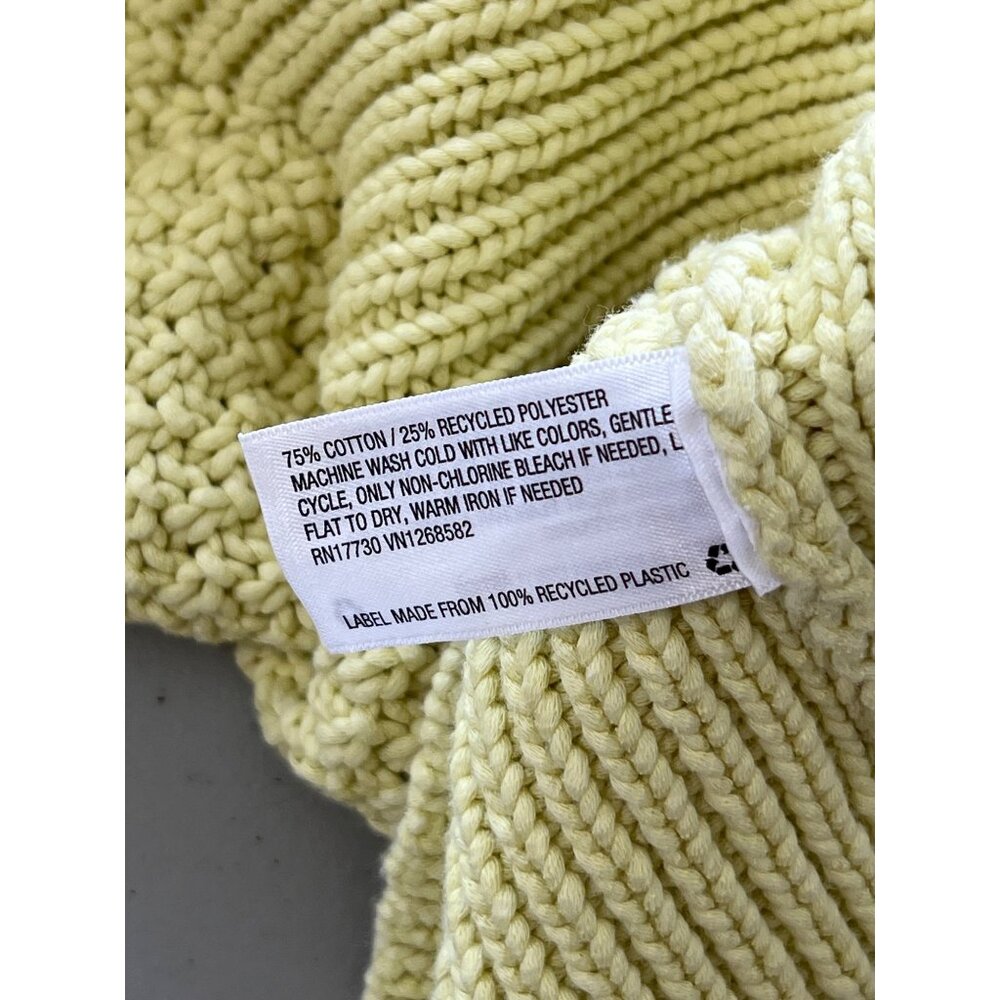 75% COTTON / 25% RECYCLED POLYESTER
MACHINE WASH COLD WITH LIKE COLORS, GENTLE
CYCLE, ONLY NON-CHLORINE BLEACH IF NEEDED, L
FLAT TO DRY, WARM IRON IF NEEDED
RN17730 VN1268582
LABEL MADE FROM 100% RECYCLED PLASTIC